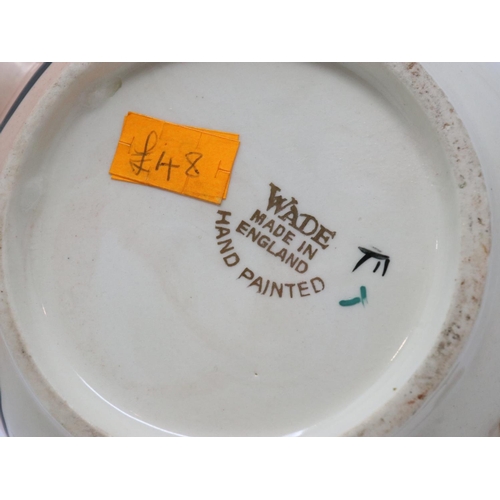 £48
WADE
MADE IN
ENGLAND
HAND PAINTED